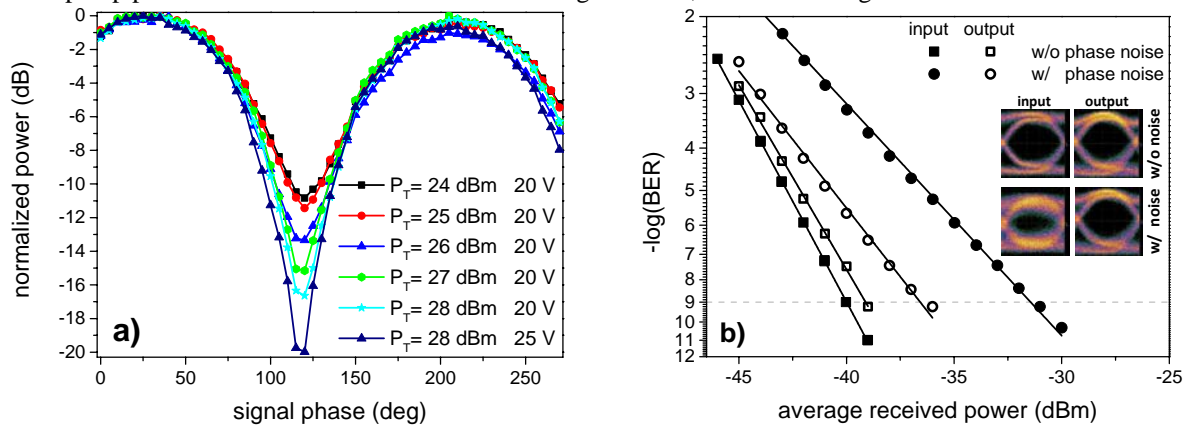 normalized power (dB)
0
-2
-4
-6
-8
-10
-12
-14
-16
-18
-20
P_T= 24 dBm 20 V
P_T= 25 dBm 20 V
P_T= 26 dBm 20 V
P_T= 27 dBm 20 V
P_T= 28 dBm 20 V
P_T= 28 dBm 25 V
a)
0 50 100 150 200 250
signal phase (deg)
-log(BER)
2
3
4
5
6
7
8
9
10
11
12
input output
w/o phase noise
w/ phase noise
input output
w/o noise
w/ noise
b)
-45 -40 -35 -30 -25
average received power (dBm)